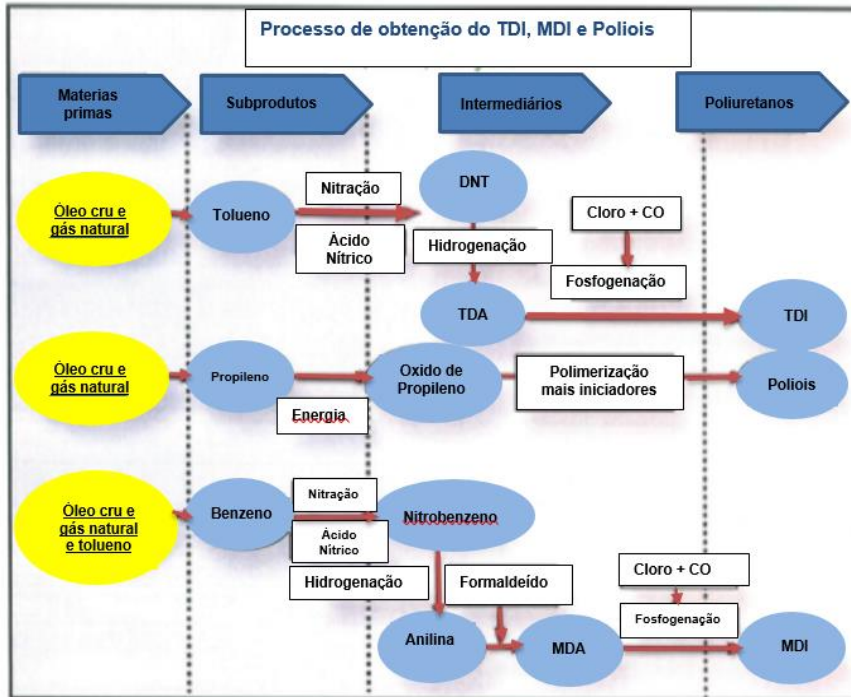 Processo de obtenção do TDI, MDI e Poliois
Materias
primas
Subprodutos
Intermediários
Poliuretanos
Óleo cru e
gás natural
Tolueno
Nitração
Ácido
Nítrico
DNT
Hidrogenação
TDA
Cloro + CO
Fosfogenação
TDI
Óleo cru e
gás natural
Propileno
Energia
Oxido de
Propileno
Polimerização
mais iniciadores
Poliois
Óleo cru e
gás natural
e tolueno
Benzeno
Nitração
Ácido
Nítrico
Nitrobenzeno
Hidrogenação
Formaldeído
Anilina
MDA
Cloro + CO
Fosfogenação
MDI